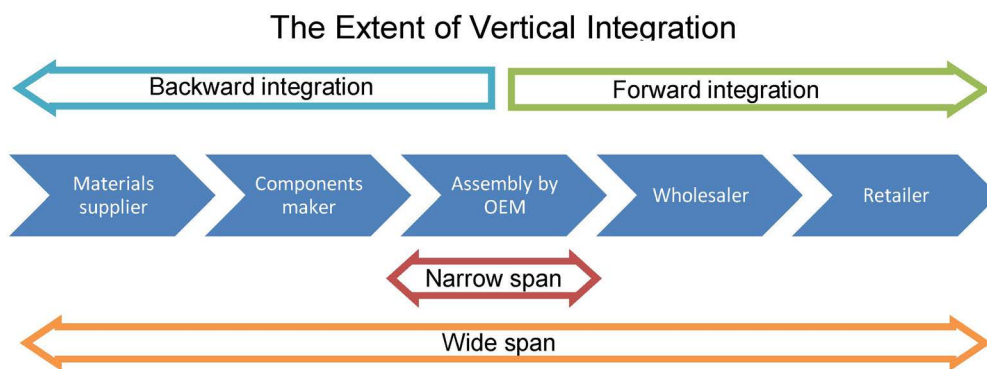 The Extent of Vertical Integration
Backward integration
Forward integration
Materials
supplier
Components
maker
Assembly by
OEM
Wholesaler
Retailer
Narrow span
Wide span